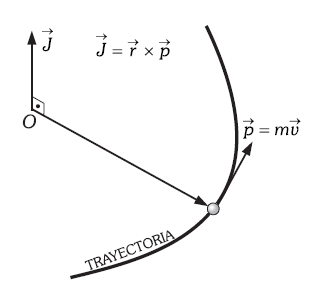 J⃗
J⃗ = r⃗ × p⃗
O
p⃗ = mv⃗
TRAYECTORIA